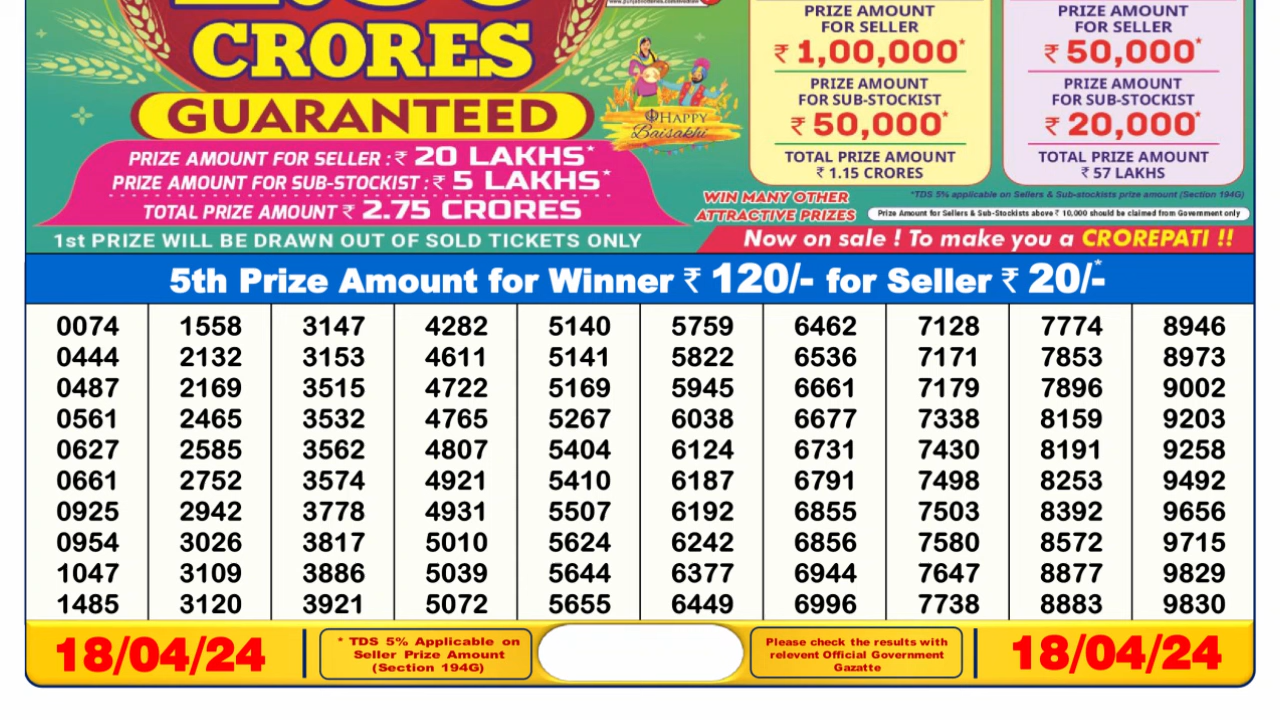 CRORES
GUARANTEED
PRIZE AMOUNT FOR SELLER : ₹ 20 LAKHS*
PRIZE AMOUNT FOR SUB-STOCKIST : ₹ 5 LAKHS*
TOTAL PRIZE AMOUNT ₹ 2.75 CRORES
1st PRIZE WILL BE DRAWN OUT OF SOLD TICKETS ONLY
HAPPY
Baisakhi
PRIZE AMOUNT
FOR SELLER
₹ 1,00,000*
PRIZE AMOUNT
FOR SUB-STOCKIST
₹ 50,000*
TOTAL PRIZE AMOUNT
₹ 1.15 CRORES
PRIZE AMOUNT
FOR SELLER
₹ 50,000*
PRIZE AMOUNT
FOR SUB-STOCKIST
₹ 20,000*
TOTAL PRIZE AMOUNT
₹ 57 LAKHS
WIN MANY OTHER
ATTRACTIVE PRIZES
*TDS 5% applicable on Sellers & Sub-stockists prize amount (Section 194G)
Prize Amount for Sellers & Sub-Stockists above ₹ 10,000 should be claimed from Government only
Now on sale ! To make you a CROREPATI !!
5th Prize Amount for Winner ₹ 120/- for Seller ₹ 20/-*
0074 1558 3147 4282 5140 5759 6462 7128 7774 8946
0444 2132 3153 4611 5141 5822 6536 7171 7853 8973
0487 2169 3515 4722 5169 5945 6661 7179 7896 9002
0561 2465 3532 4765 5267 6038 6677 7338 8159 9203
0627 2585 3562 4807 5404 6124 6731 7430 8191 9258
0661 2752 3574 4921 5410 6187 6791 7498 8253 9492
0925 2942 3778 4931 5507 6192 6855 7503 8392 9656
0954 3026 3817 5010 5624 6242 6856 7580 8572 9715
1047 3109 3886 5039 5644 6377 6944 7647 8877 9829
1485 3120 3921 5072 5655 6449 6996 7738 8883 9830
18/04/24
* TDS 5% Applicable on
Seller Prize Amount
(Section 194G)
Please check the results with
relevent Official Government
Gazatte
18/04/24